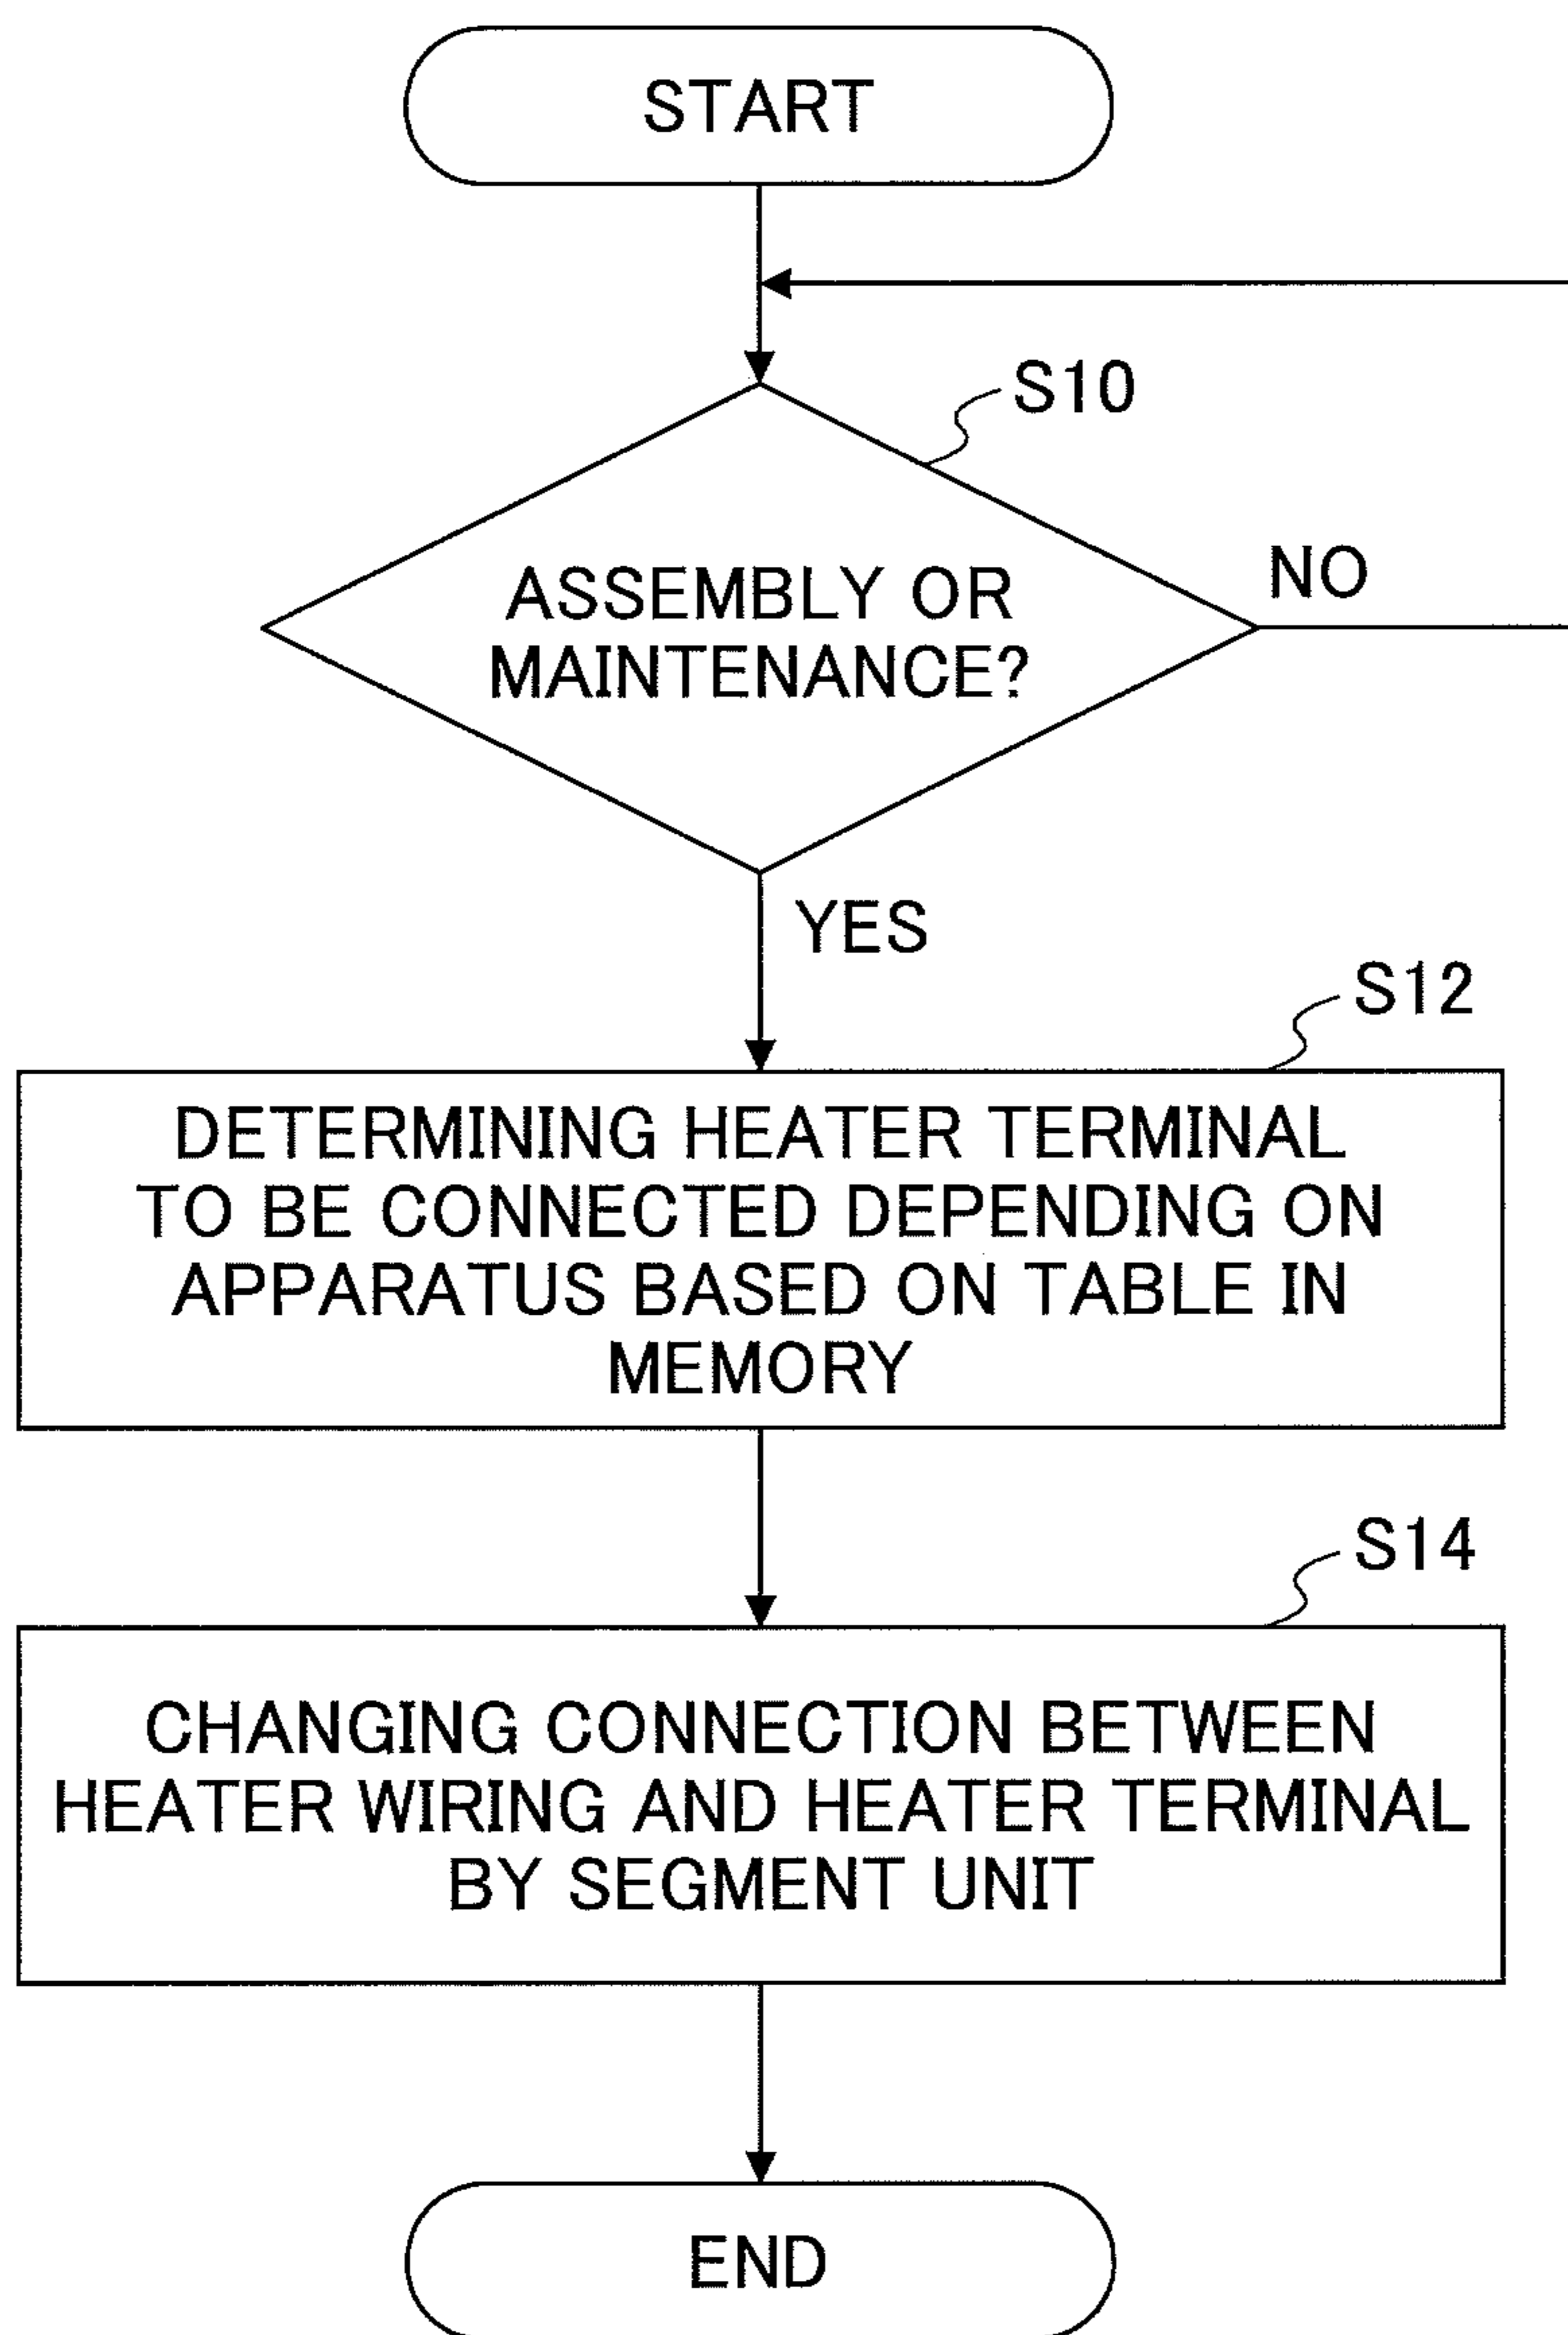 START
S10
ASSEMBLY OR
MAINTENANCE?
NO
YES
S12
DETERMINING HEATER TERMINAL
TO BE CONNECTED DEPENDING ON
APPARATUS BASED ON TABLE IN
MEMORY
S14
CHANGING CONNECTION BETWEEN
HEATER WIRING AND HEATER TERMINAL
BY SEGMENT UNIT
END